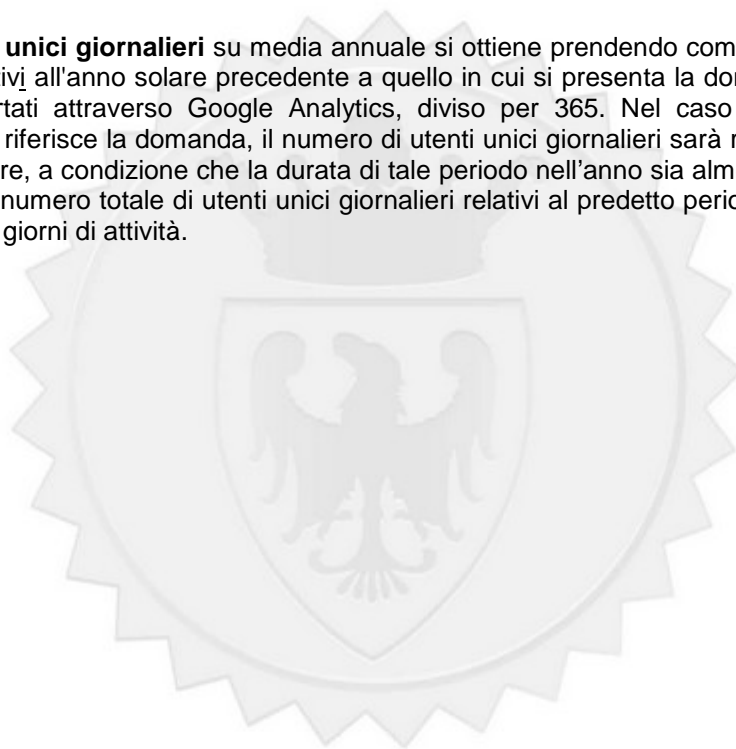 unici giornalieri su media annuale si ottiene prendendo com
tivi all'anno solare precedente a quello in cui si presenta la dor
rtati attraverso Google Analytics, diviso per 365. Nel caso
riferisce la domanda, il numero di utenti unici giornalieri sarà r
re, a condizione che la durata di tale periodo nell'anno sia alm
numero totale di utenti unici giornalieri relativi al predetto peric
giorni di attività.